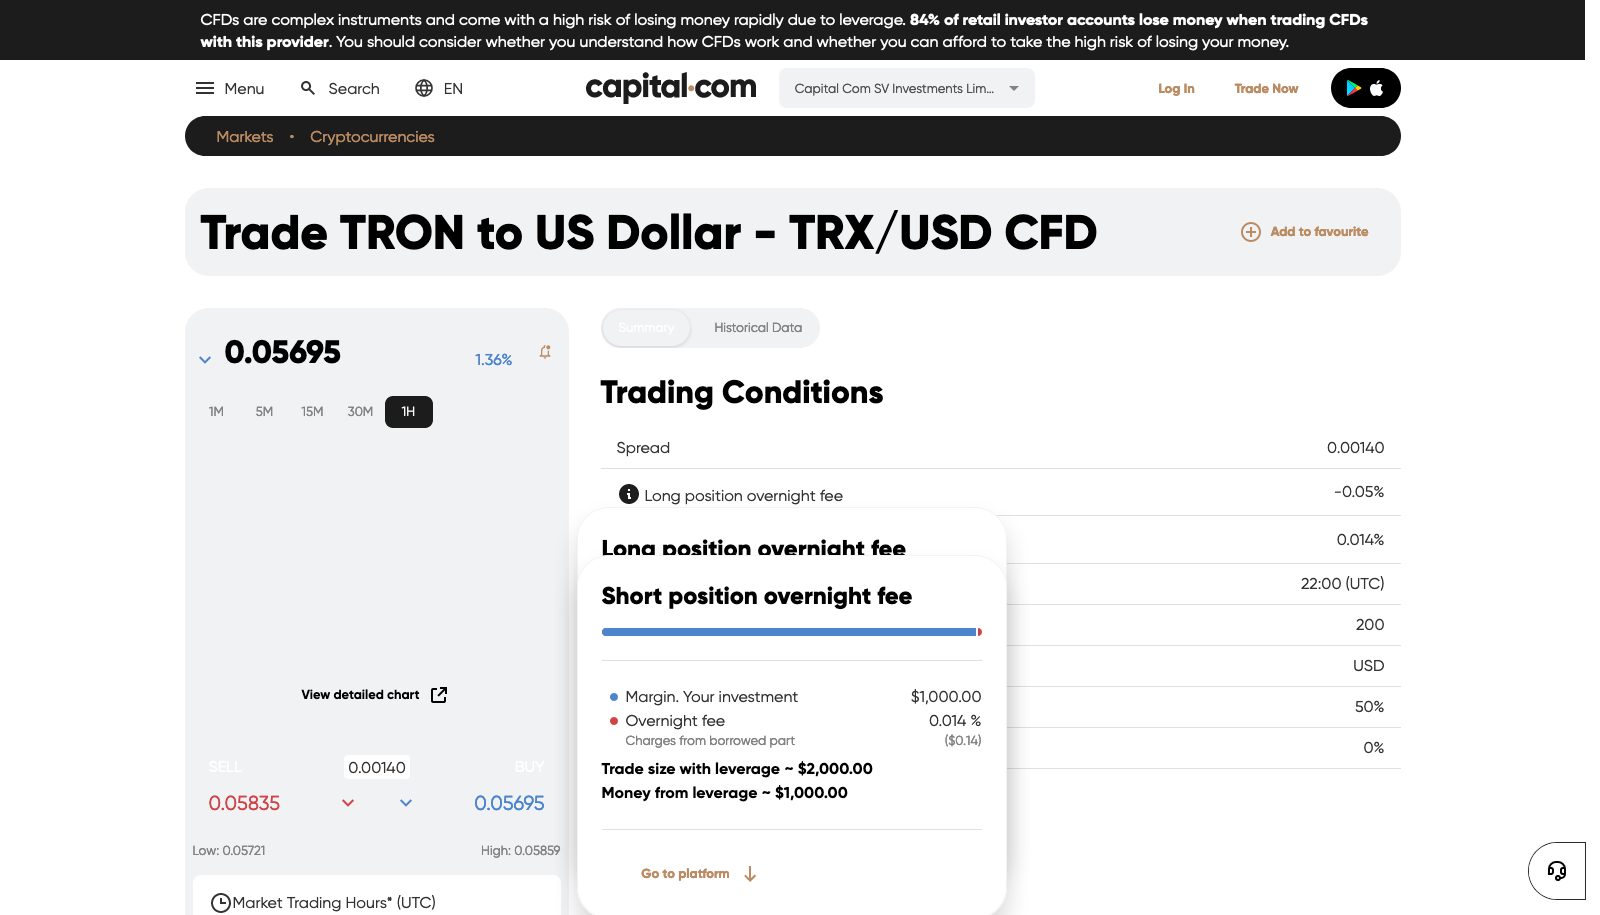 CFDs are complex instruments and come with a high risk of losing money rapidly due to leverage. 84% of retail investor accounts lose money when trading CFDs
with this provider. You should consider whether you understand how CFDs work and whether you can afford to take the high risk of losing your money.
Menu
Search
EN
capital.com
Capital Com SV Investments Lim...
Log In
Trade Now
Markets • Cryptocurrencies
Trade TRON to US Dollar - TRX/USD CFD
Add to favourite
0.05695
1.36%
1M 5M 15M 30M 1H
View detailed chart
SELL
0.00140
BUY
0.05835
0.05695
Low: 0.05721
High: 0.05859
Market Trading Hours* (UTC)
Summary
Historical Data
Trading Conditions
Spread 0.00140
Long position overnight fee -0.05%
0.014%
22:00 (UTC)
200
USD
50%
0%
Long position overnight fee
Short position overnight fee
Margin. Your investment $1,000.00
Overnight fee 0.014 %
Charges from borrowed part ($0.14)
Trade size with leverage ~ $2,000.00
Money from leverage ~ $1,000.00
Go to platform